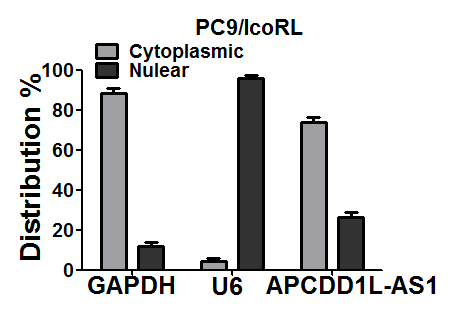 PC9/IcoRL
Cytoplasmic
Nulear
Distribution %
100
80
60
40
20
0
GAPDH U6 APCDD1L-AS1